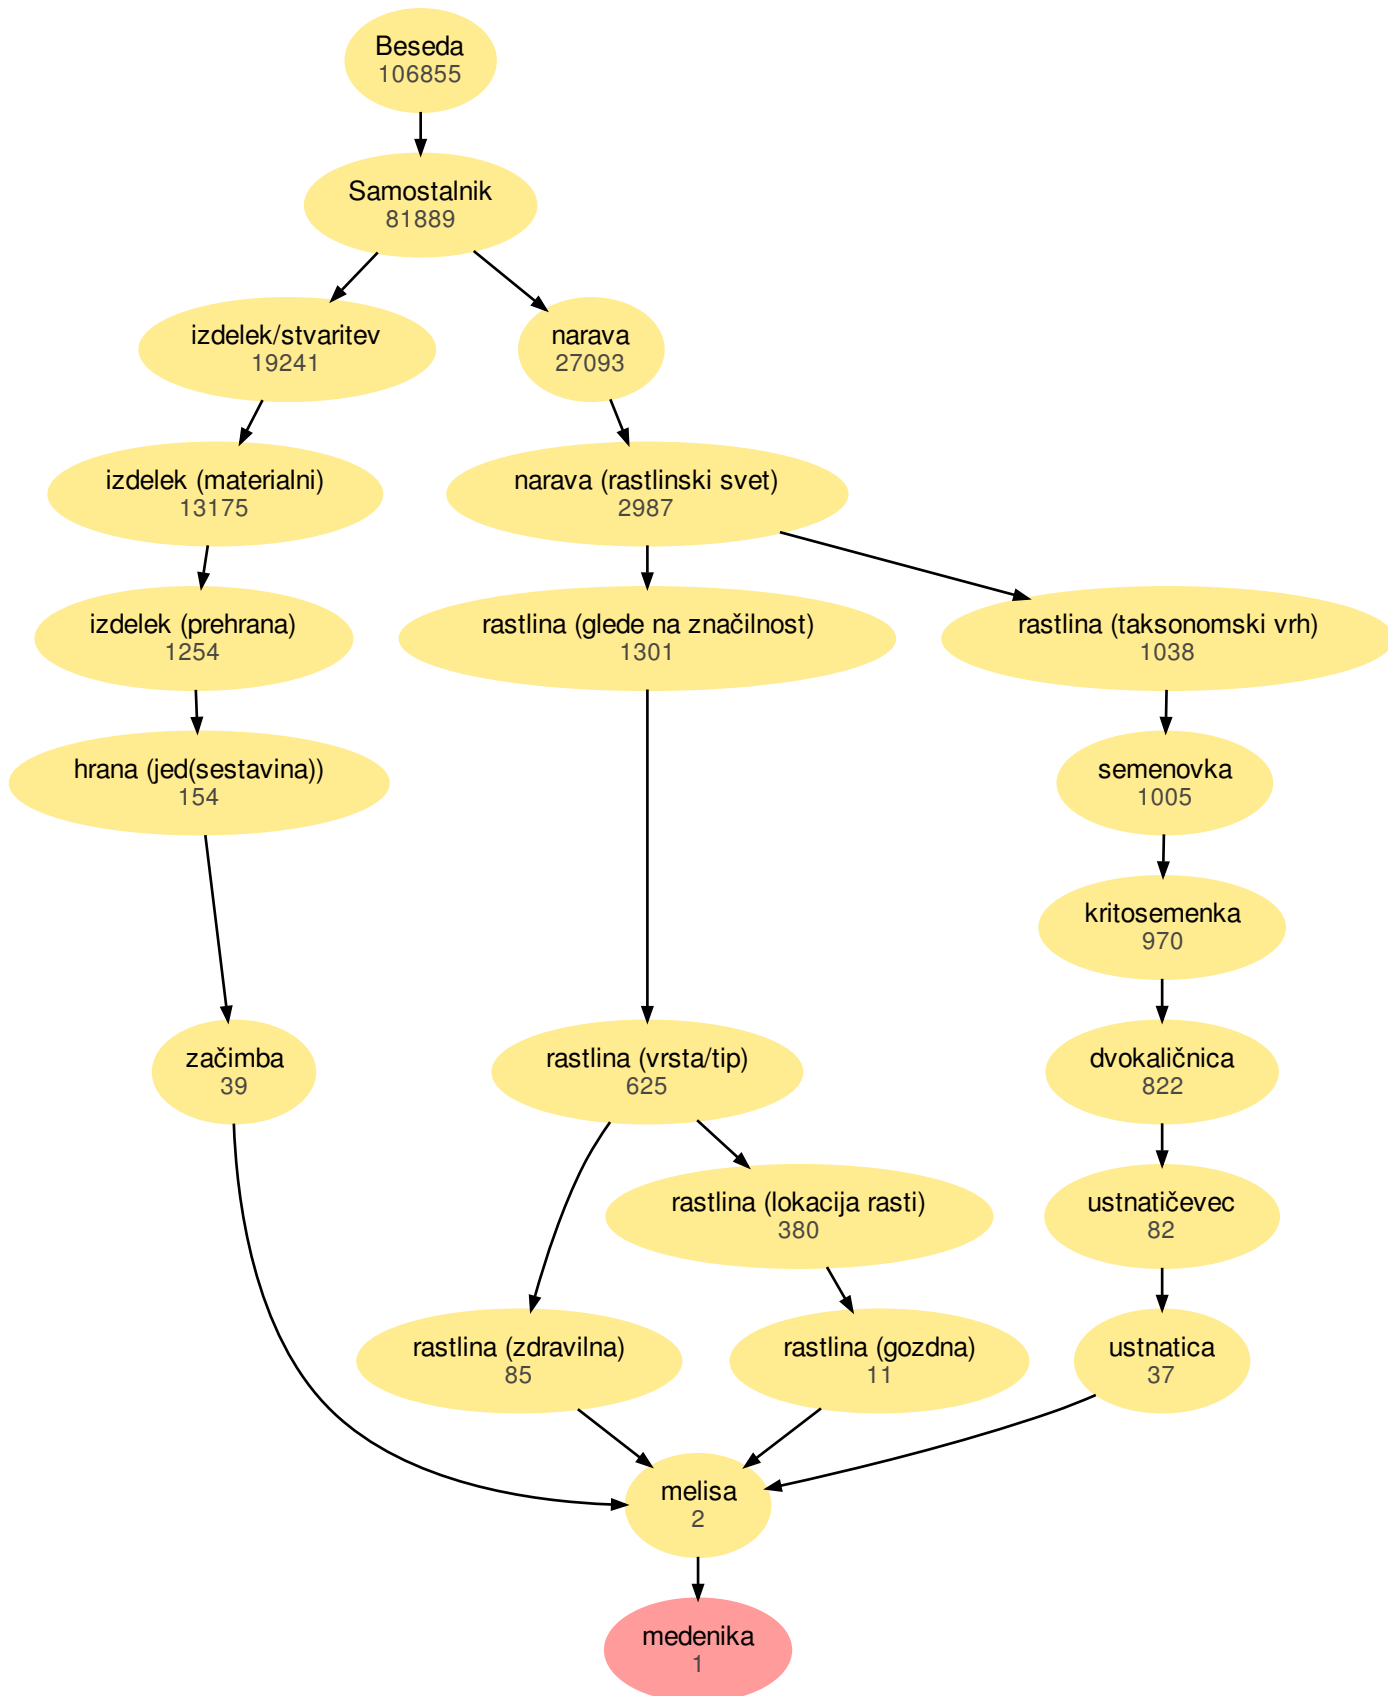 Beseda
106855
Samostalnik
81889
izdelek/stvaritev
19241
narava
27093
izdelek (materialni)
13175
narava (rastlinski svet)
2987
izdelek (prehrana)
1254
rastlina (glede na značilnost)
1301
rastlina (taksonomski vrh)
1038
hrana (jed(sestavina))
154
semenovka
1005
kritosemenka
970
začimba
39
rastlina (vrsta/tip)
625
dvokaličnica
822
rastlina (lokacija rasti)
380
ustnatičevec
82
rastlina (zdravilna)
85
rastlina (gozdna)
11
ustnatica
37
melisa
2
medenika
1